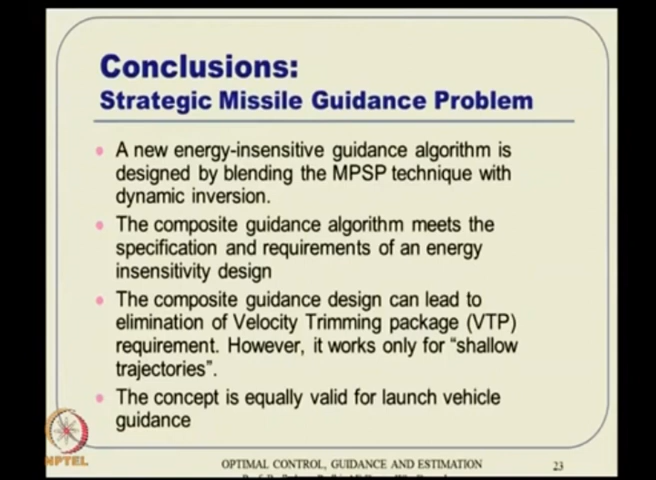 Conclusions:
Strategic Missile Guidance Problem
A new energy-insensitive guidance algorithm is
designed by blending the MPSP technique with
dynamic inversion.
The composite guidance algorithm meets the
specification and requirements of an energy
insensitivity design
The composite guidance design can lead to
elimination of Velocity Trimming package (VTP)
requirement. However, it works only for “shallow
trajectories”.
The concept is equally valid for launch vehicle
guidance
NPTEL
OPTIMAL CONTROL, GUIDANCE AND ESTIMATION
23